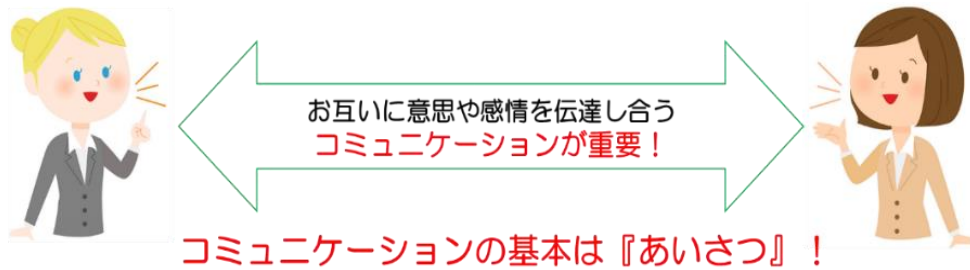 お互いに意思や感情を伝達し合う
コミュニケーションが重要！
コミュニケーションの基本は『あいさつ』！